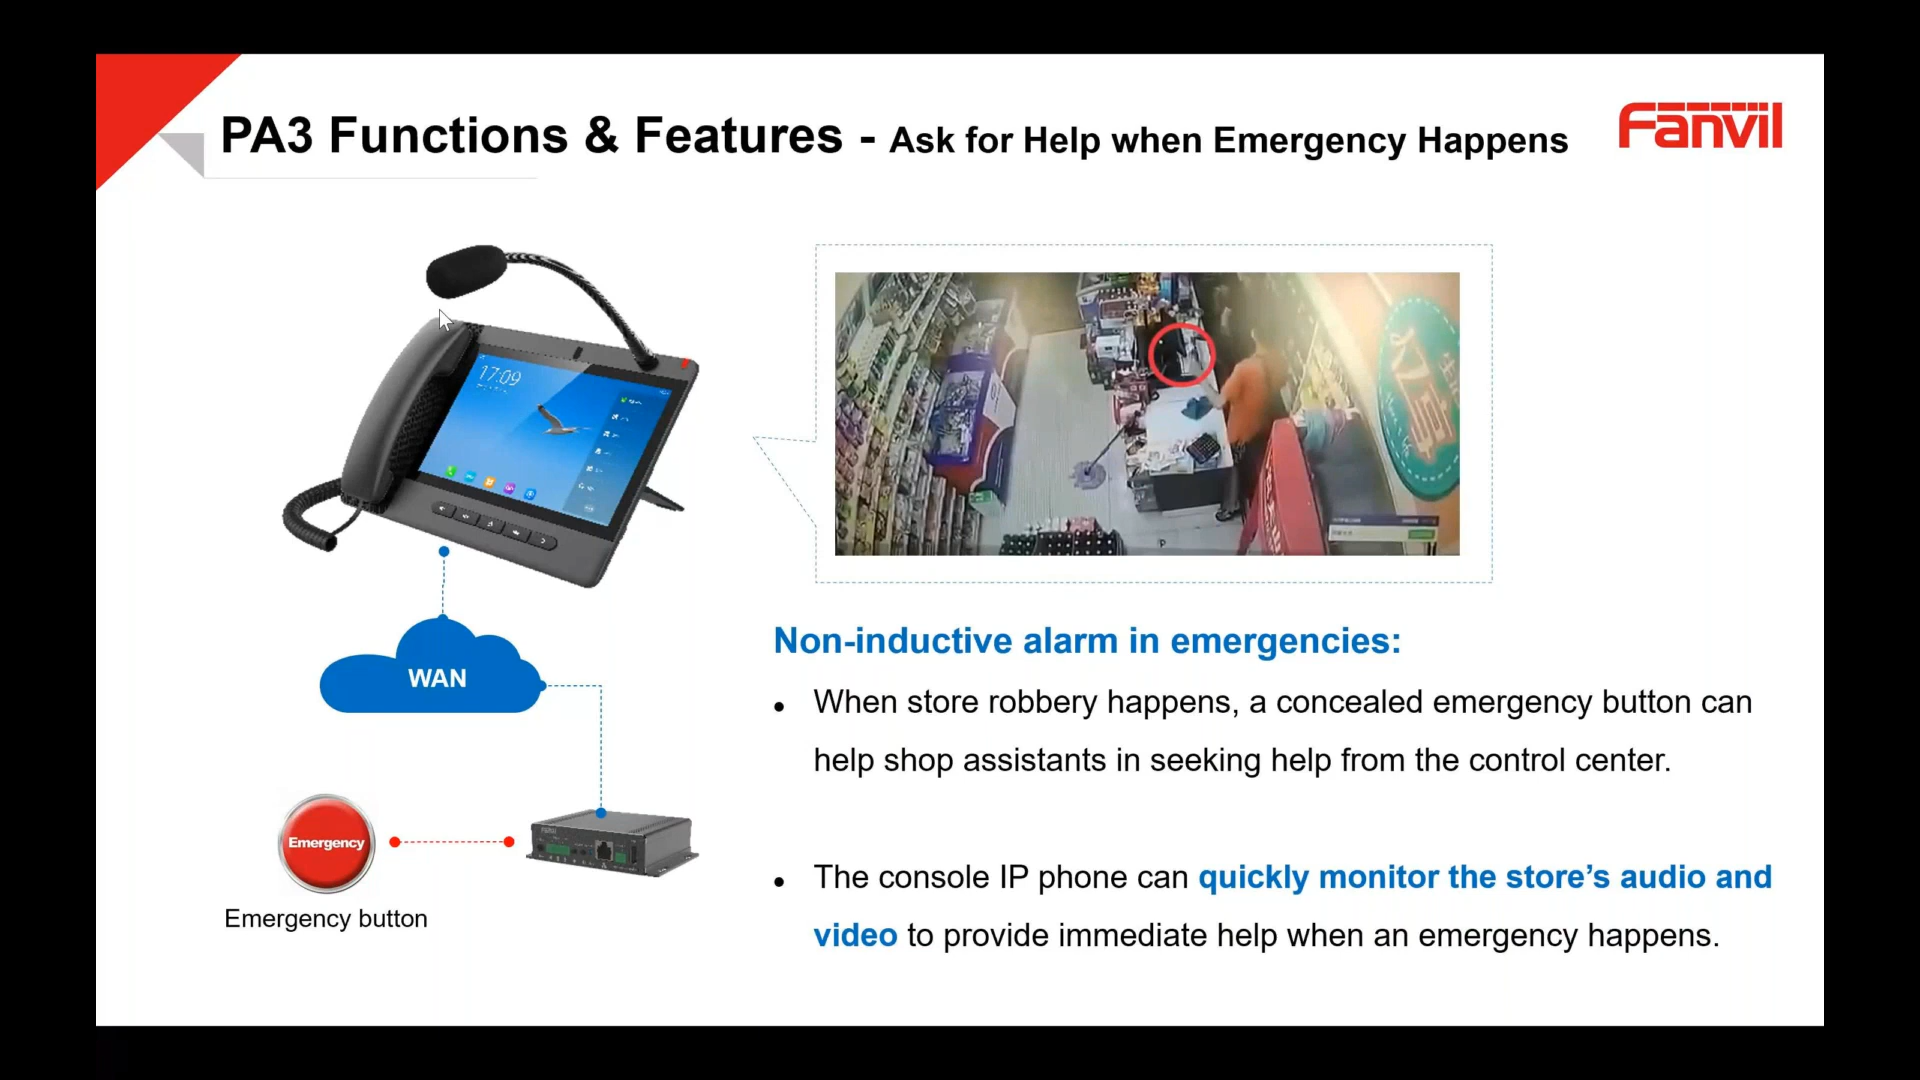 PA3 Functions & Features - Ask for Help when Emergency Happens
Fanvil
17:09
WAN
Emergency
Emergency button
Non-inductive alarm in emergencies:
• When store robbery happens, a concealed emergency button can
help shop assistants in seeking help from the control center.
• The console IP phone can quickly monitor the store’s audio and
video to provide immediate help when an emergency happens.